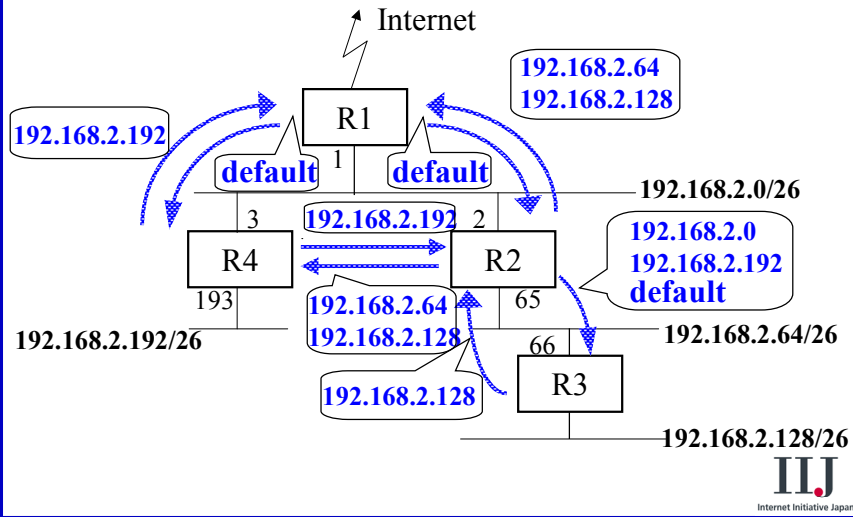 Internet
192.168.2.64
192.168.2.128
192.168.2.192
R1
default
1
default
192.168.2.0/26
3
192.168.2.192
2
192.168.2.0
192.168.2.192
default
R4
R2
193
192.168.2.64
192.168.2.128
65
192.168.2.192/26
66
192.168.2.64/26
192.168.2.128
R3
192.168.2.128/26
IIJ
Internet Initiative Japan